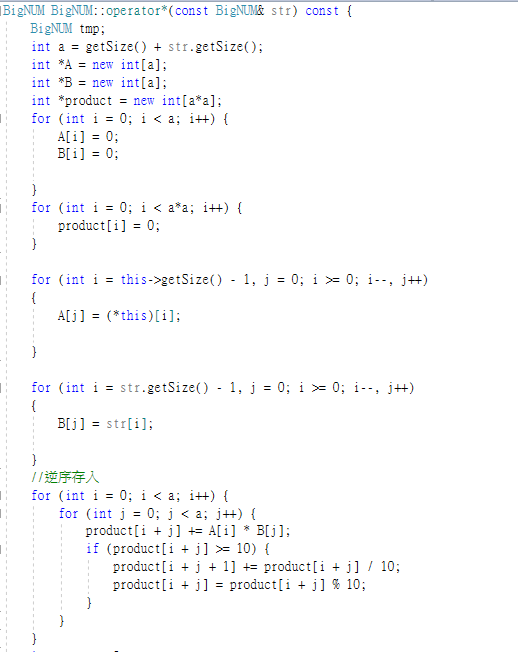 BigNUM BigNUM::operator*(const BigNUM& str) const {
    BigNUM tmp;
    int a = getSize() + str.getSize();
    int *A = new int[a];
    int *B = new int[a];
    int *product = new int[a*a];
    for (int i = 0; i < a; i++) {
        A[i] = 0;
        B[i] = 0;
    }
    for (int i = 0; i < a*a; i++) {
        product[i] = 0;
    }
    for (int i = this->getSize() - 1, j = 0; i >= 0; i--, j++)
    {
        A[j] = (*this)[i];
    }
    for (int i = str.getSize() - 1, j = 0; i >= 0; i--, j++)
    {
        B[j] = str[i];
    }
    //逆序存入
    for (int i = 0; i < a; i++) {
        for (int j = 0; j < a; j++) {
            product[i + j] += A[i] * B[j];
            if (product[i + j] >= 10) {
                product[i + j + 1] += product[i + j] / 10;
                product[i + j] = product[i + j] % 10;
            }
        }
    }